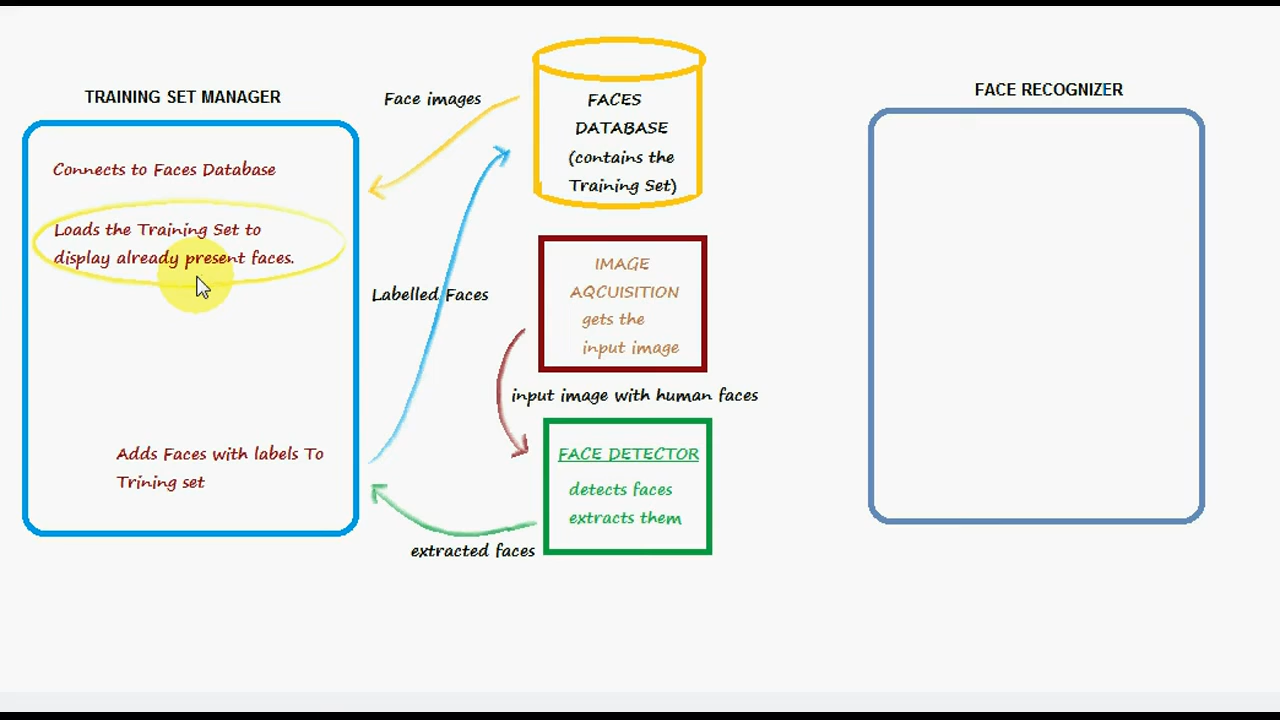 TRAINING SET MANAGER
Connects to Faces Database
Loads the Training Set to
display already present faces.
Adds Faces with labels To
Trining set
Face images
Labelled Faces
FACES
DATABASE
(contains the
Training Set)
IMAGE
AQCUISITION
gets the
input image
input image with human faces
FACE DETECTOR
detects faces
extracts them
extracted faces
FACE RECOGNIZER